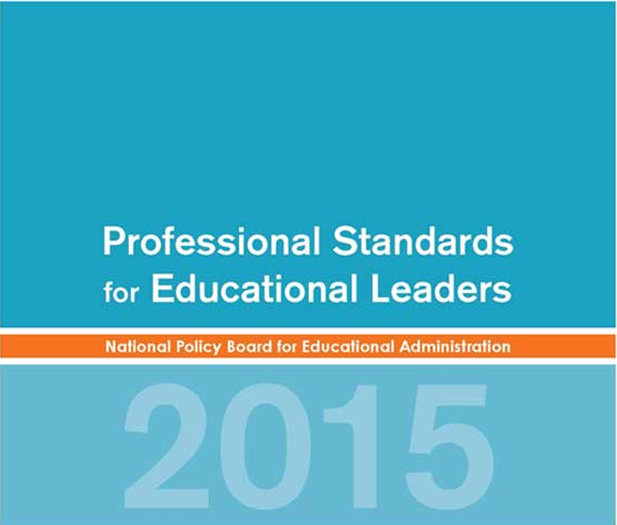 Professional Standards
for Educational Leaders
National Policy Board for Educational Administration
2015